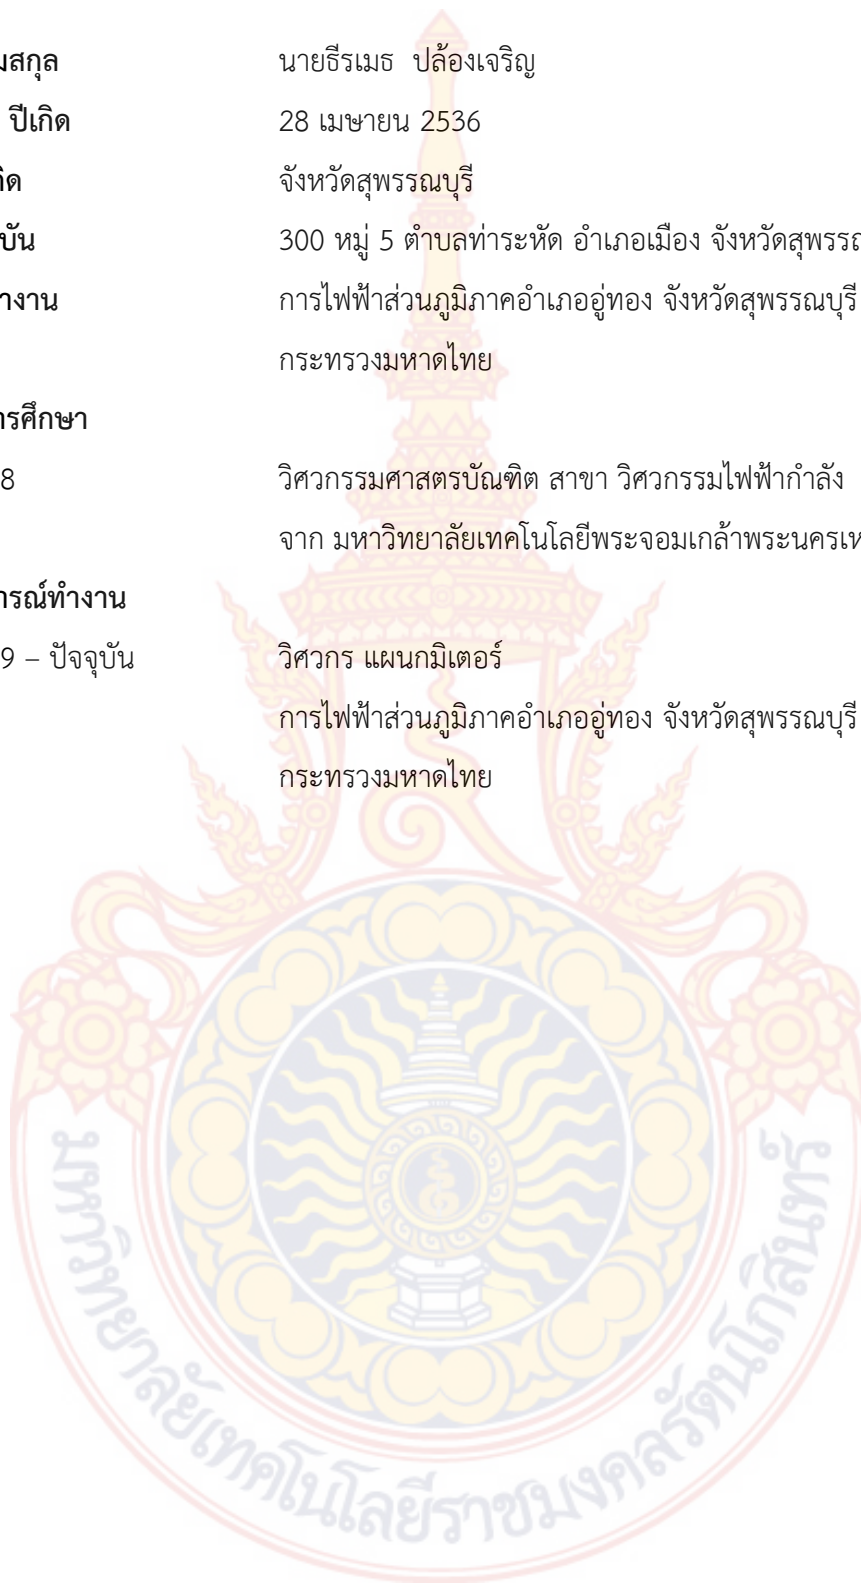 มสกุล นายธีรเมธ ปล้องเจริญ
ปีเกิด 28 เมษายน 2536
กิด จังหวัดสุพรรณบุรี
บัน 300 หมู่ 5 ตำบลท่าระหัด อำเภอเมือง จังหวัดสุพรรณ
ำงาน การไฟฟ้าส่วนภูมิภาคอำเภออู่ทอง จังหวัดสุพรรณบุรี
กระทรวงมหาดไทย
ารศึกษา
8 วิศวกรรมศาสตรบัณฑิต สาขา วิศวกรรมไฟฟ้ากำลัง
จาก มหาวิทยาลัยเทคโนโลยีพระจอมเกล้าพระนครเห
ารณ์ทำงาน
9 – ปัจจุบัน วิศวกร แผนกมิเตอร์
การไฟฟ้าส่วนภูมิภาคอำเภออู่ทอง จังหวัดสุพรรณบุรี
กระทรวงมหาดไทย
มหาวิทยาลัยเทคโนโลยีราชมงคลรัตนโกสินทร์